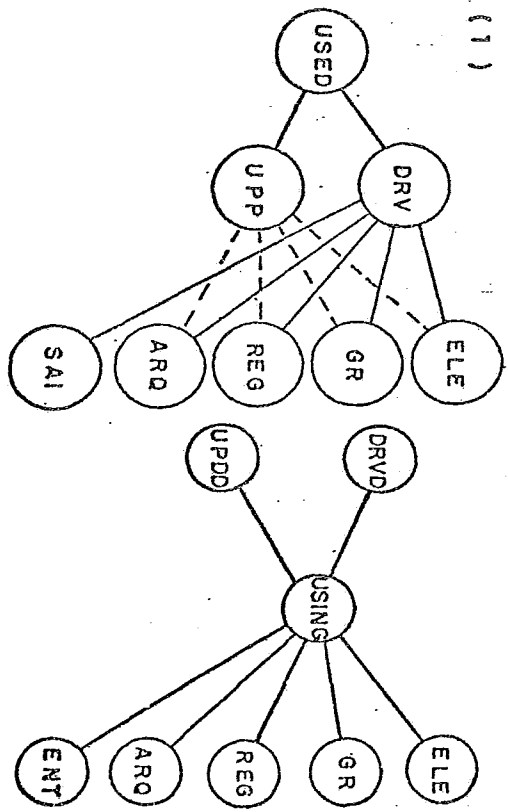 (1)
USED
DRV
UPP
ELE
GR
REG
ARQ
SAI
DRVD
UPDD
USING
ELE
GR
REG
ARQ
ENT